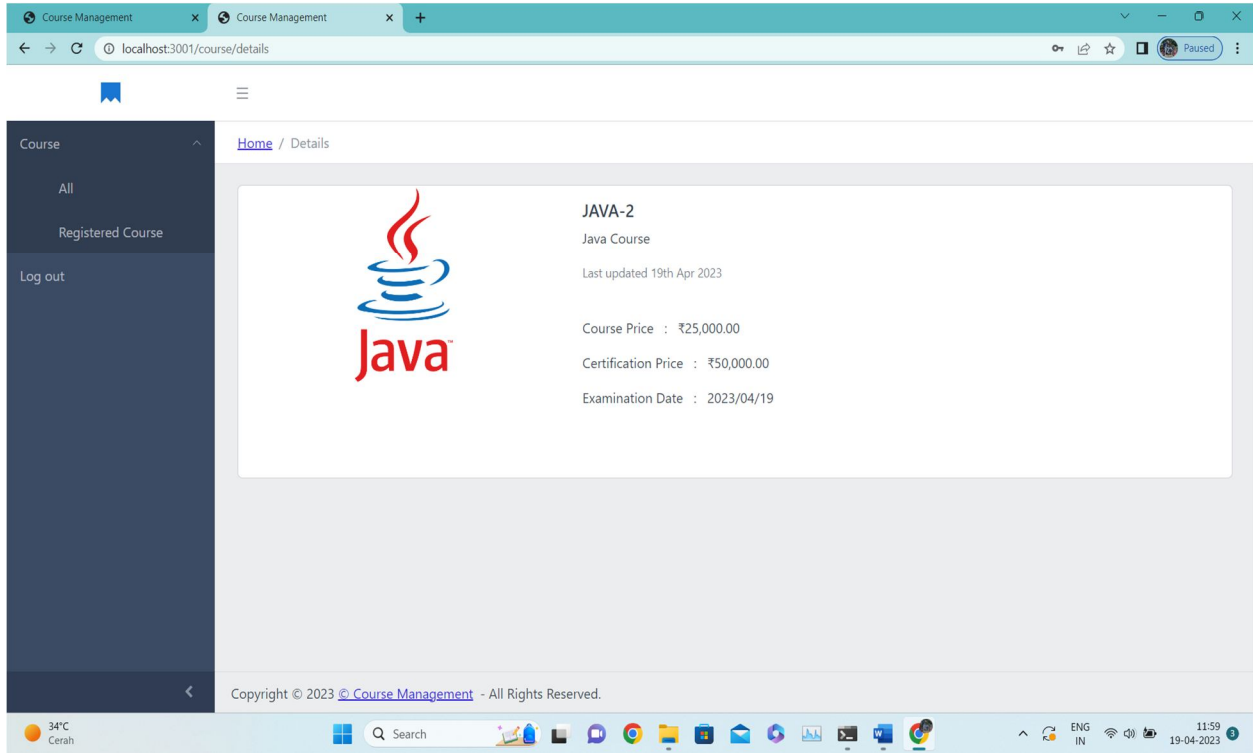 Course Management
Course Management
localhost:3001/course/details
Paused
Course
All
Registered Course
Log out
Home / Details
Java™
JAVA-2
Java Course
Last updated 19th Apr 2023
Course Price : ₹25,000.00
Certification Price : ₹50,000.00
Examination Date : 2023/04/19
Copyright © 2023 © Course Management - All Rights Reserved.
34°C
Cerah
Search
ENG
IN
11:59
19-04-2023
3